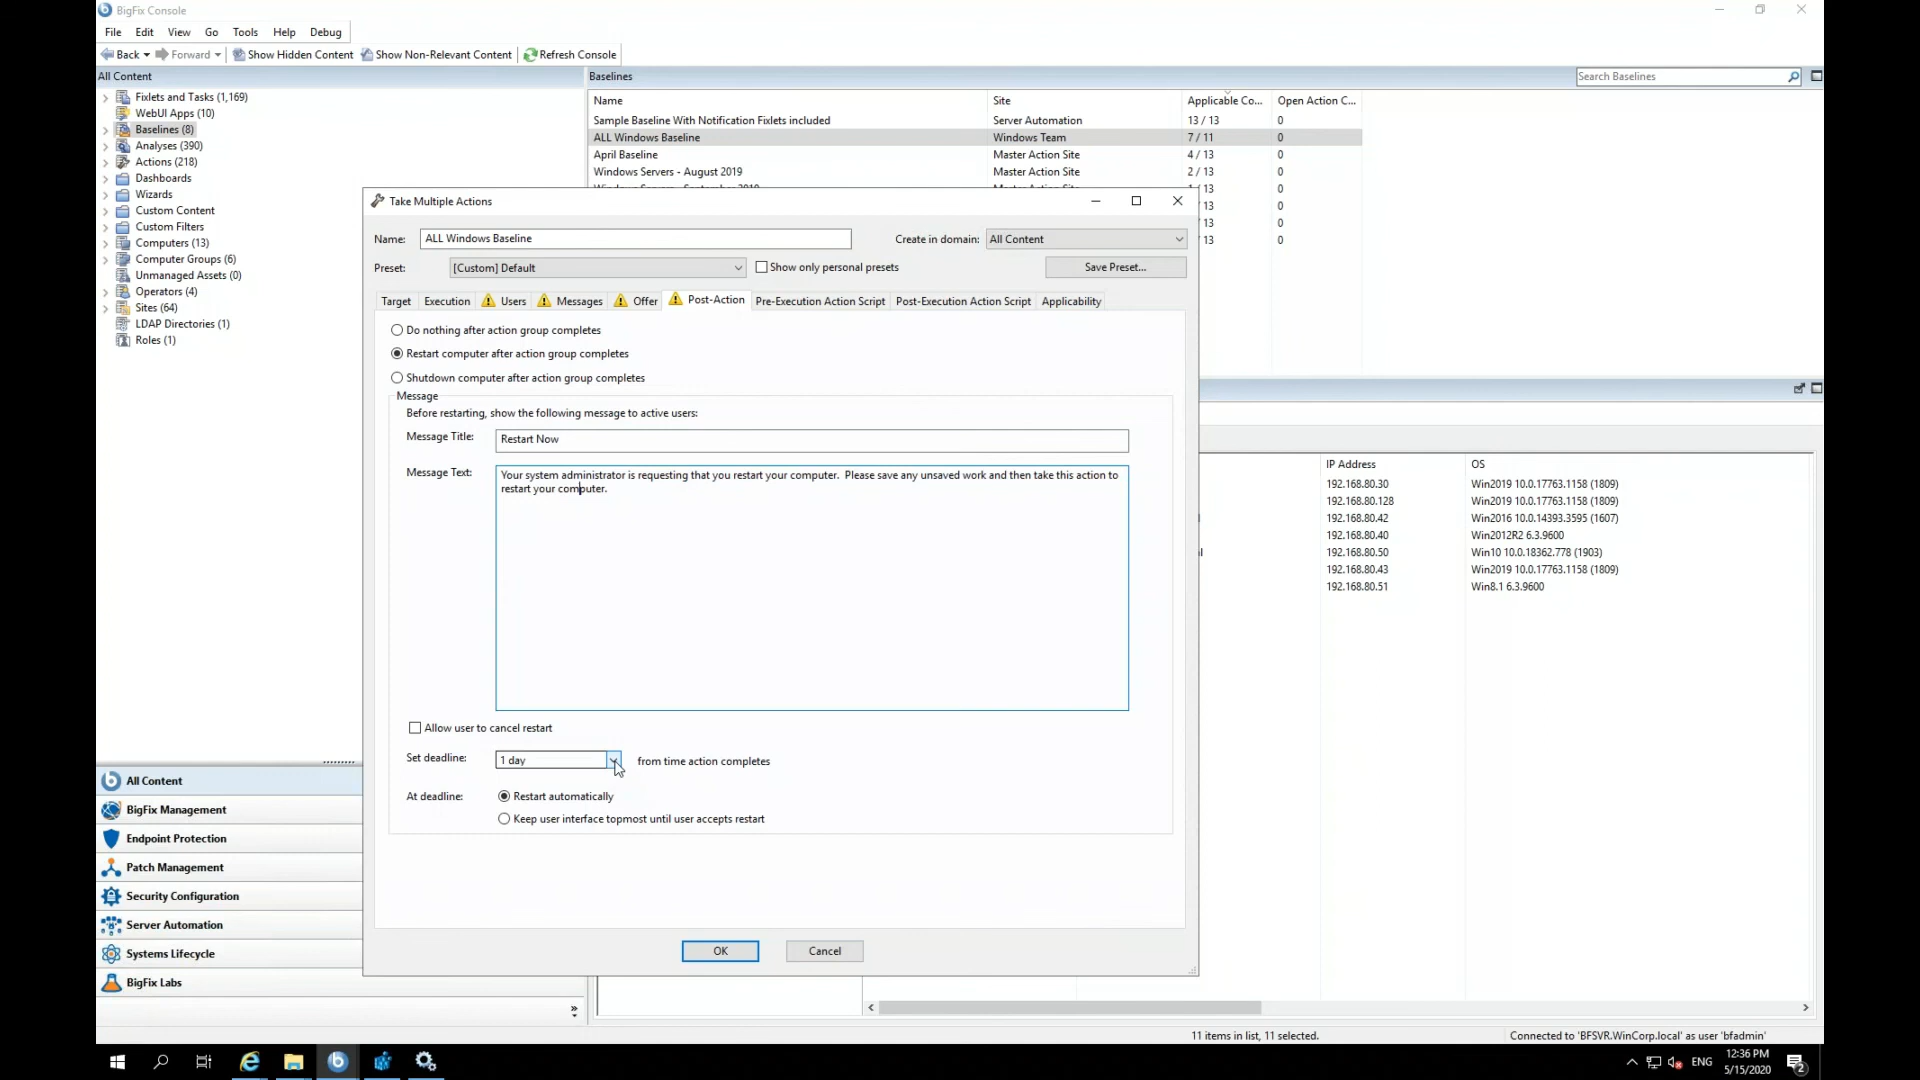 BigFix Console
File Edit View Go Tools Help Debug
Back Forward Show Hidden Content Show Non-Relevant Content Refresh Console
All Content
Fixlets and Tasks (1,169)
WebUI Apps (10)
Baselines (8)
Analyses (390)
Actions (218)
Dashboards
Wizards
Custom Content
Custom Filters
Computers (13)
Computer Groups (6)
Unmanaged Assets (0)
Operators (4)
Sites (64)
LDAP Directories (1)
Roles (1)
All Content
BigFix Management
Endpoint Protection
Patch Management
Security Configuration
Server Automation
Systems Lifecycle
BigFix Labs
Baselines
Search Baselines
Name Site Applicable Co... Open Action C...
Sample Baseline With Notification Fixlets included Server Automation 13 / 13 0
ALL Windows Baseline Windows Team 7 / 11 0
April Baseline Master Action Site 4 / 13 0
Windows Servers - August 2019 Master Action Site 2 / 13 0
/ 13 0
/ 13 0
/ 13 0
/ 13 0
Take Multiple Actions
Name: ALL Windows Baseline Create in domain: All Content
Preset: [Custom] Default Show only personal presets Save Preset...
Target Execution Users Messages Offer Post-Action Pre-Execution Action Script Post-Execution Action Script Applicability
Do nothing after action group completes
Restart computer after action group completes
Shutdown computer after action group completes
Message
Before restarting, show the following message to active users:
Message Title: Restart Now
Message Text: Your system administrator is requesting that you restart your computer. Please save any unsaved work and then take this action to
restart your computer.
Allow user to cancel restart
Set deadline: 1 day from time action completes
At deadline: Restart automatically
Keep user interface topmost until user accepts restart
OK Cancel
IP Address OS
192.168.80.30 Win2019 10.0.17763.1158 (1809)
192.168.80.128 Win2019 10.0.17763.1158 (1809)
192.168.80.42 Win2016 10.0.14393.3595 (1607)
192.168.80.40 Win2012R2 6.3.9600
192.168.80.50 Win10 10.0.18362.778 (1903)
192.168.80.43 Win2019 10.0.17763.1158 (1809)
192.168.80.51 Win8.1 6.3.9600
11 items in list, 11 selected. Connected to 'BFSVR.WinCorp.local' as user 'bfadmin'
ENG 12:36 PM
5/15/2020
2